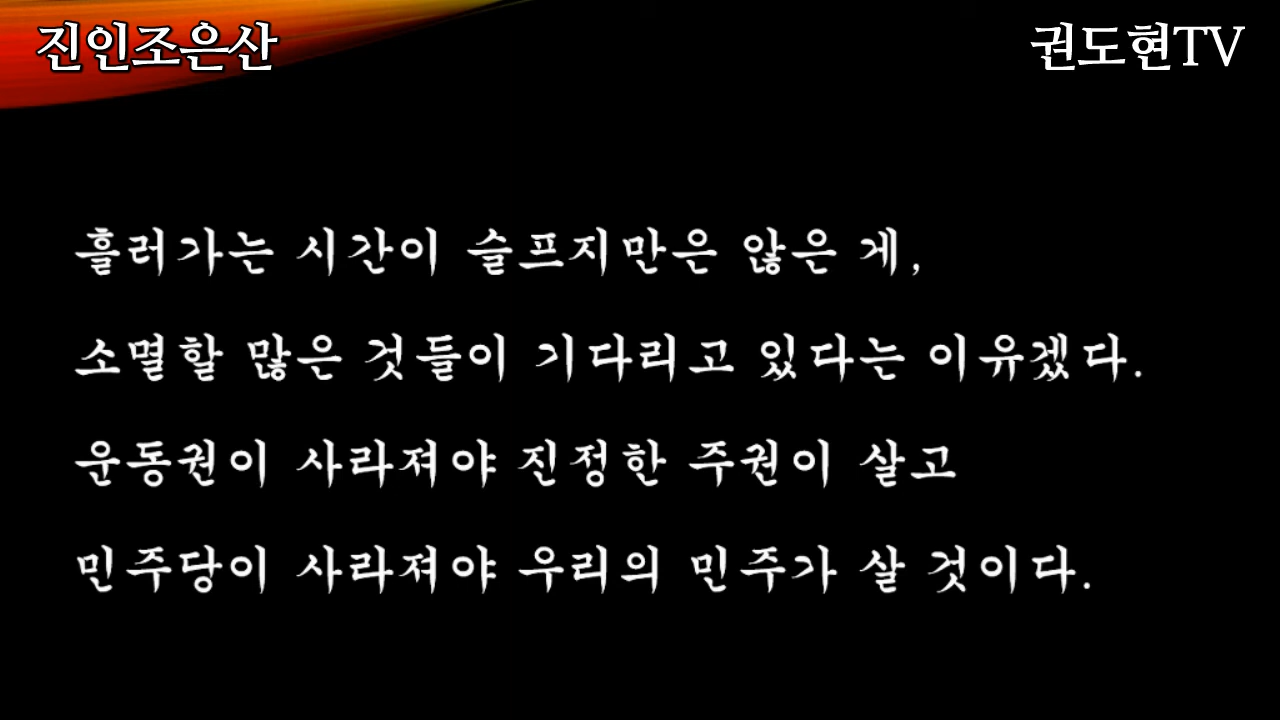 진인조은산
권도현TV
흘러가는 시간이 슬프지만은 않은 게,
소멸할 많은 것들이 기다리고 있다는 이유겠다.
운동권이 사라져야 진정한 주권이 살고
민주당이 사라져야 우리의 민주가 살 것이다.